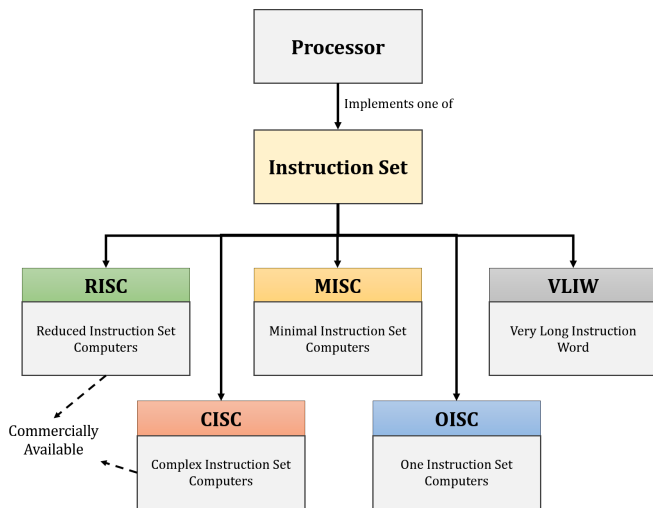 Processor
Implements one of
Instruction Set
RISC
MISC
VLIW
Reduced Instruction Set
Computers
Minimal Instruction Set
Computers
Very Long Instruction
Word
CISC
OISC
Commercially
Available
Complex Instruction Set
Computers
One Instruction Set
Computers